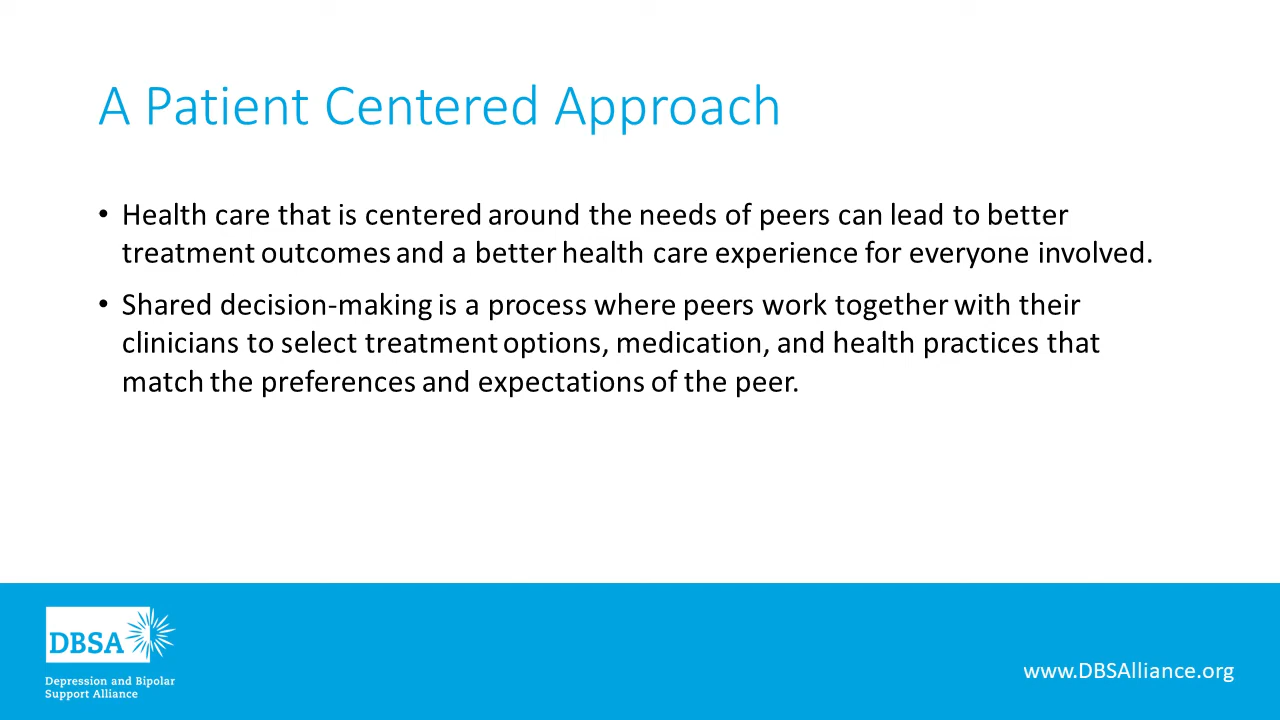 A Patient Centered Approach
• Health care that is centered around the needs of peers can lead to better
treatment outcomes and a better health care experience for everyone involved.
• Shared decision-making is a process where peers work together with their
clinicians to select treatment options, medication, and health practices that
match the preferences and expectations of the peer.
DBSA
Depression and Bipolar
Support Alliance
www.DBSAlliance.org